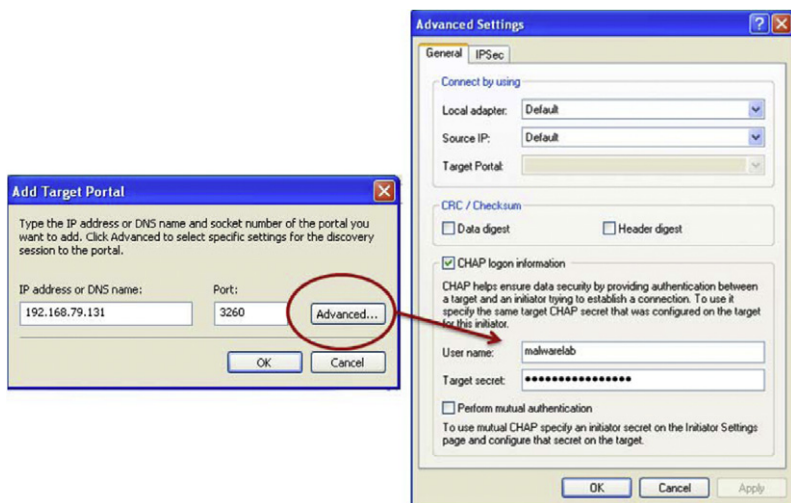 Add Target Portal
Type the IP address or DNS name and socket number of the portal you
want to add. Click Advanced to select specific settings for the discovery
session to the portal.
IP address or DNS name:
Port:
192.168.79.131
3260
Advanced...
OK
Cancel
Advanced Settings
General
IPSec
Connect by using
Local adapter:
Default
Source IP:
Default
Target Portal:
CRC / Checksum
Data digest
Header digest
CHAP logon information
CHAP helps ensure data security by providing authentication between
a target and an initiator trying to establish a connection. To use it
specify the same target CHAP secret that was configured on the target
for this initiator.
User name:
malwarelab
Target secret:
••••••••••••••••
Perform mutual authentication
To use mutual CHAP specify an initiator secret on the Initiator Settings
page and configure that secret on the target.
OK
Cancel
Apply